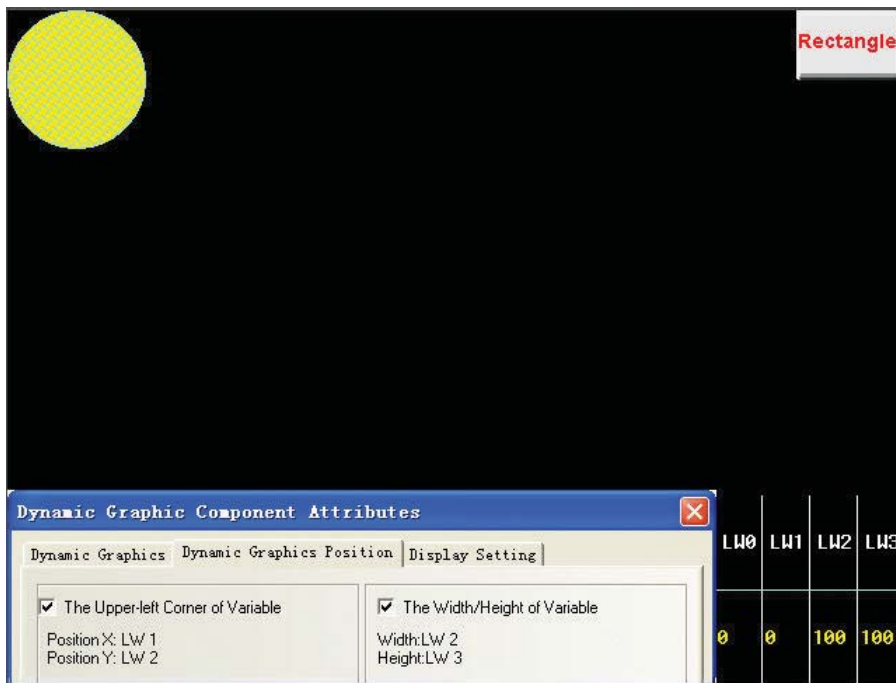 Rectangle
Dynamic Graphic Component Attributes
Dynamic Graphics Dynamic Graphics Position Display Setting
The Upper-left Corner of Variable
Position X: LW 1
Position Y: LW 2
The Width/Height of Variable
Width:LW 2
Height:LW 3
LW0 LW1 LW2 LW3
0 0 100 100